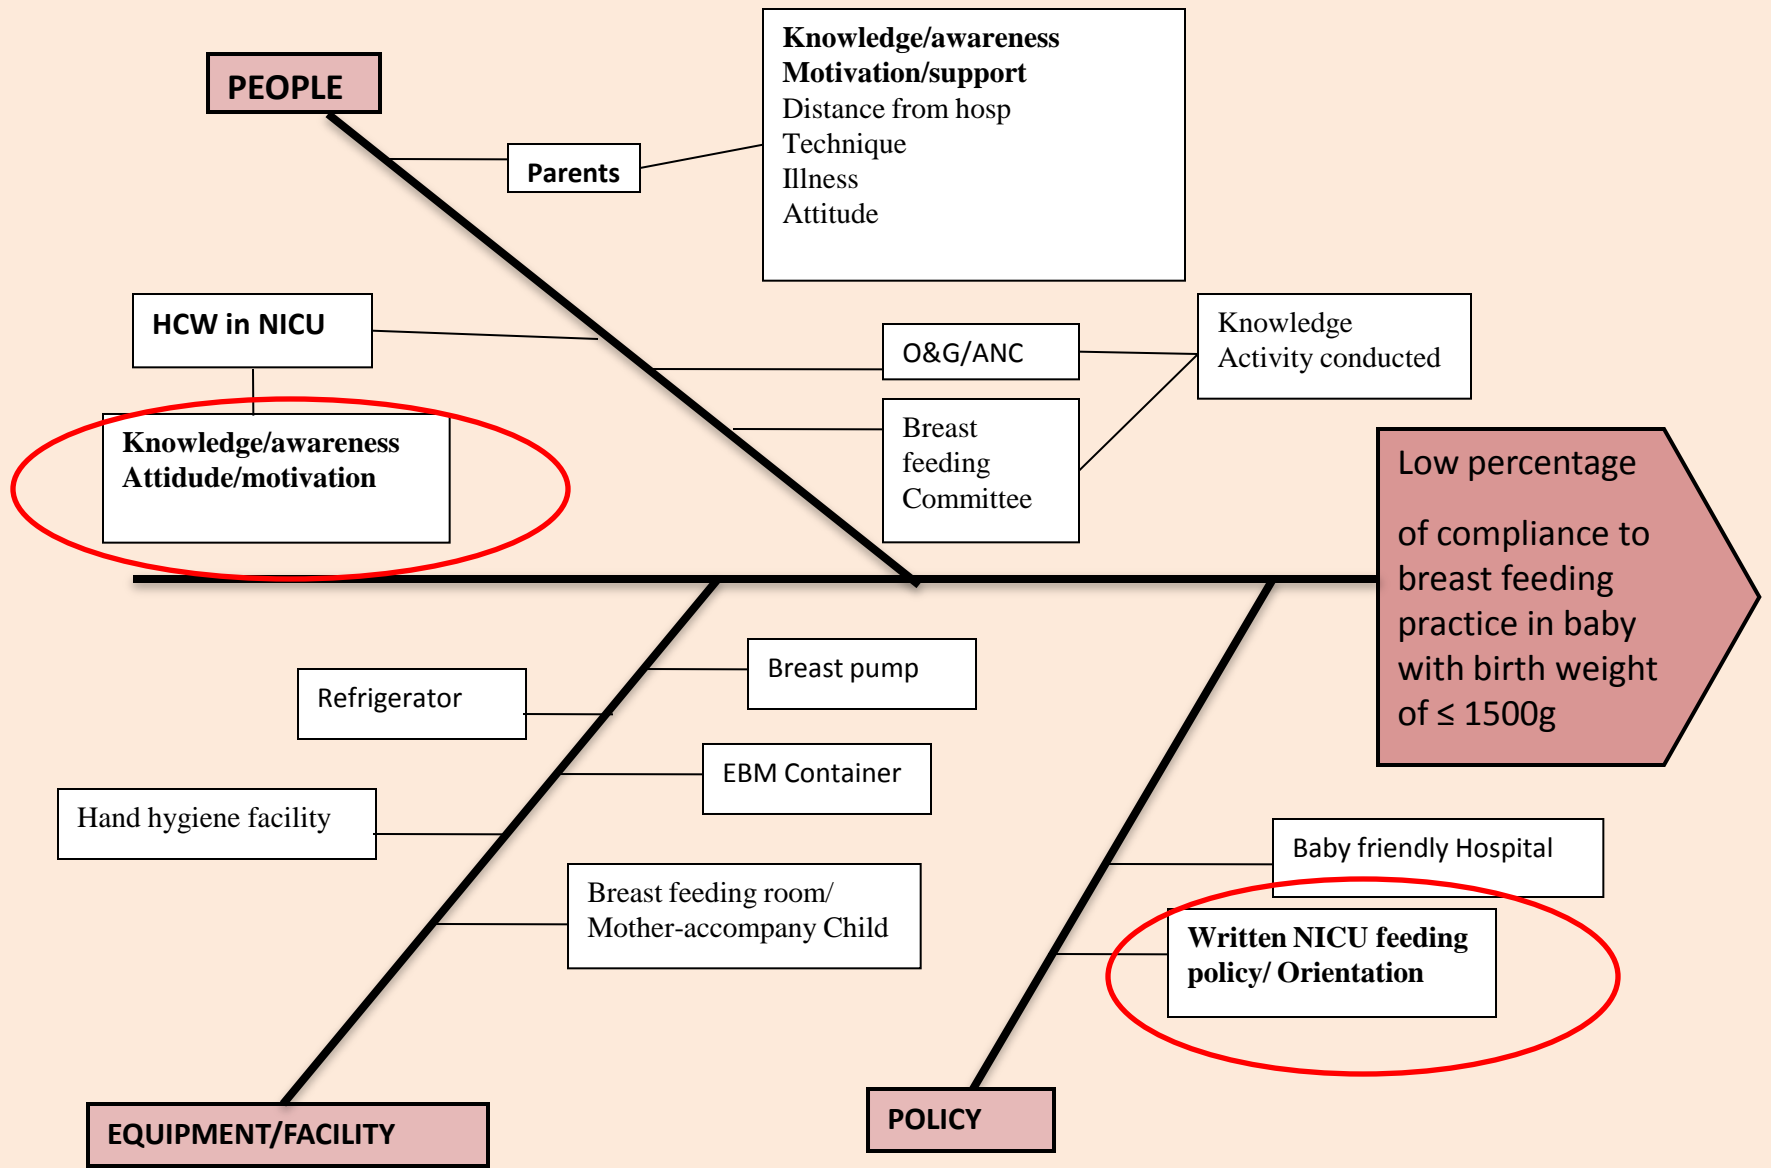 PEOPLE
Knowledge/awareness
Motivation/support
Distance from hosp
Technique
Illness
Attitude
Parents
HCW in NICU
Knowledge/awareness
Attidude/motivation
O&G/ANC
Breast
feeding
Committee
Knowledge
Activity conducted
Low percentage
of compliance to
breast feeding
practice in baby
with birth weight
of ≤ 1500g
Breast pump
Refrigerator
EBM Container
Hand hygiene facility
Breast feeding room/
Mother-accompany Child
Baby friendly Hospital
Written NICU feeding
policy/ Orientation
EQUIPMENT/FACILITY
POLICY